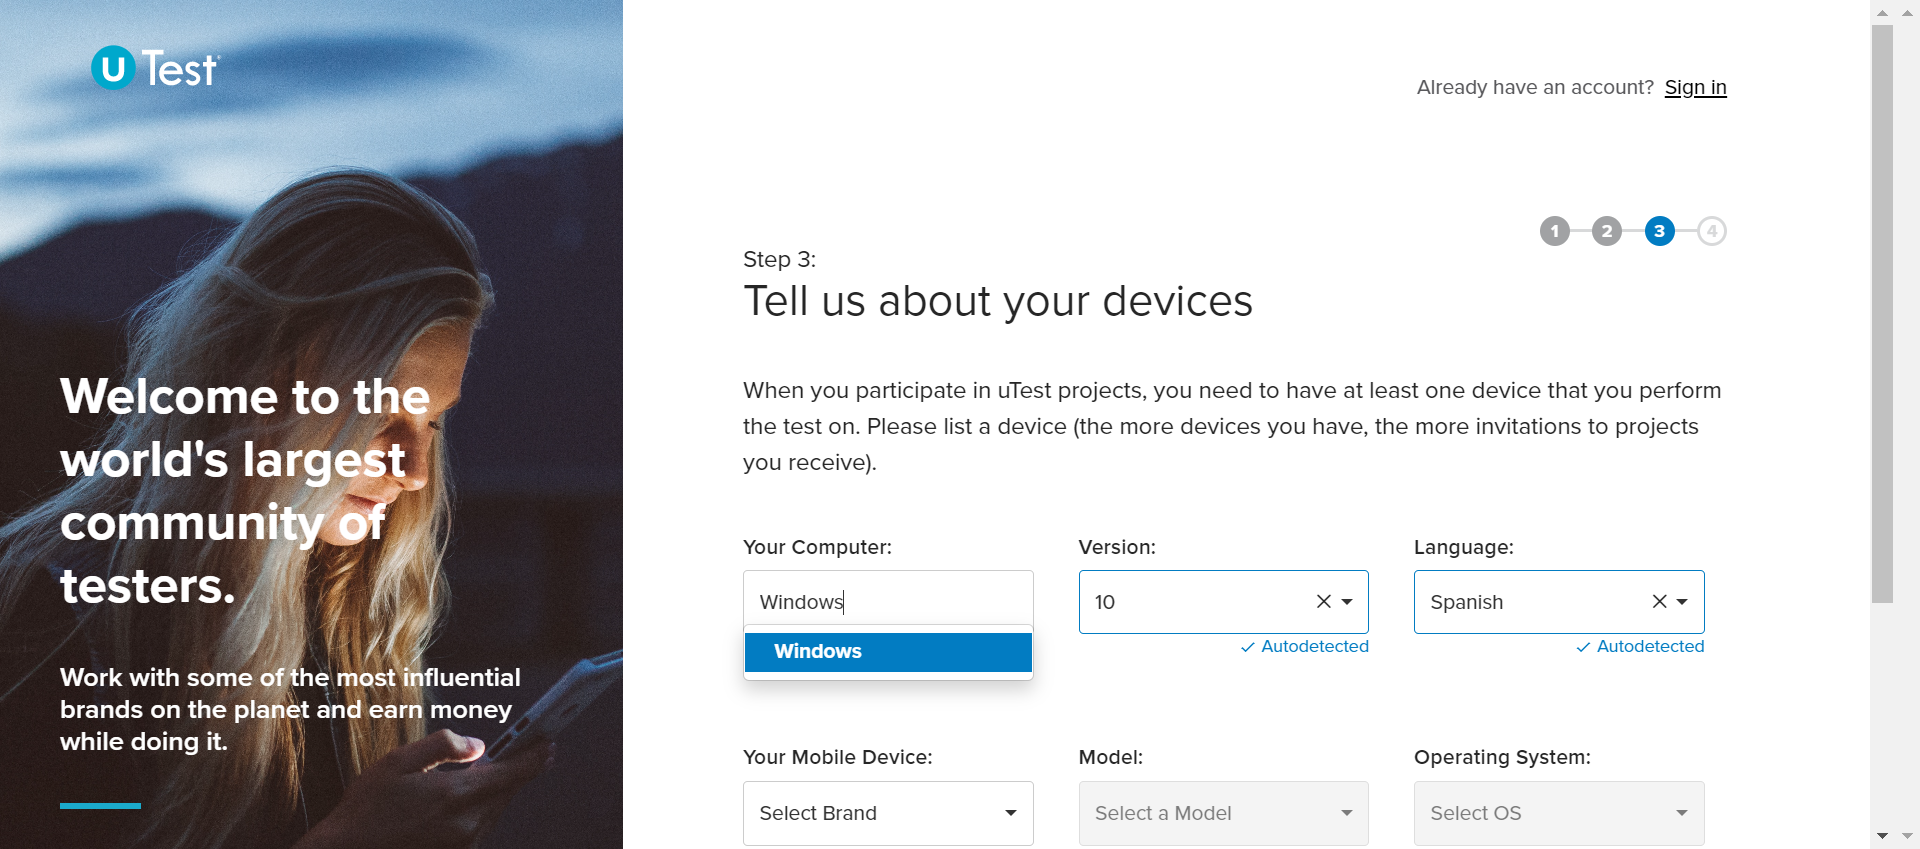 uTest
Already have an account? Sign in
1 2 3 4
Step 3:
Tell us about your devices
Welcome to the
world's largest
community of
testers.
Work with some of the most influential
brands on the planet and earn money
while doing it.
When you participate in uTest projects, you need to have at least one device that you perform
the test on. Please list a device (the more devices you have, the more invitations to projects
you receive).
Your Computer: Version: Language:
Windows 10 Spanish
Windows
Autodetected Autodetected
Your Mobile Device: Model: Operating System:
Select Brand Select a Model Select OS